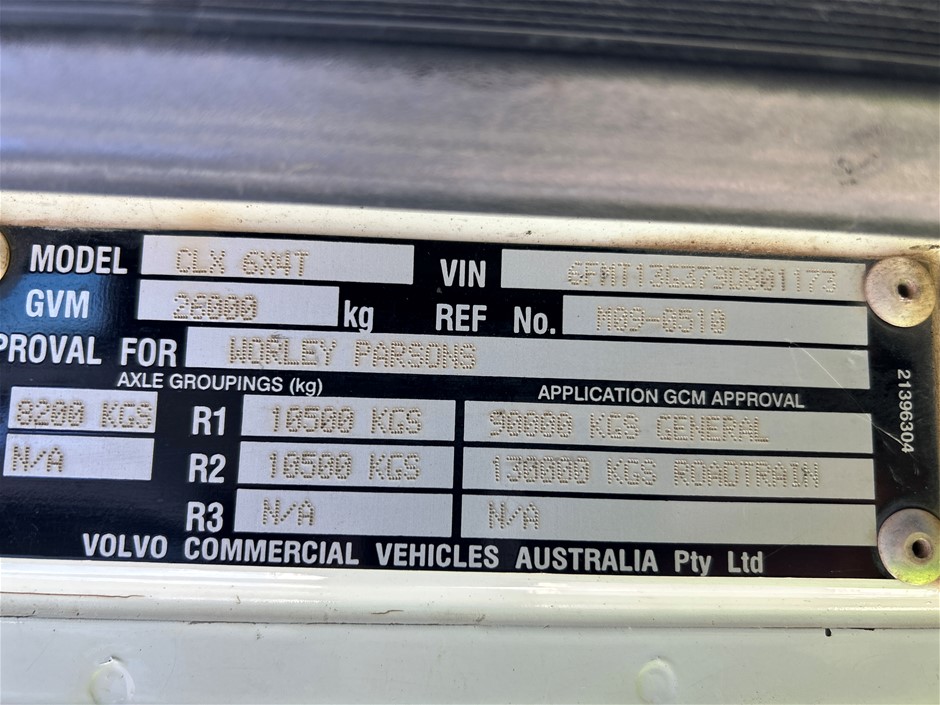 MODEL CLX 6X4T VIN
GVM 28000 kg REF No. M09-0510
PROVAL FOR WORLEY PARSONS
AXLE GROUPINGS (kg) APPLICATION GCM APPROVAL
8200 KGS R1 10500 KGS 90000 KGS GENERAL
N/A R2 10500 KGS 130000 KGS ROADTRAIN
R3 N/A N/A
VOLVO COMMERCIAL VEHICLES AUSTRALIA Pty Ltd
21396304